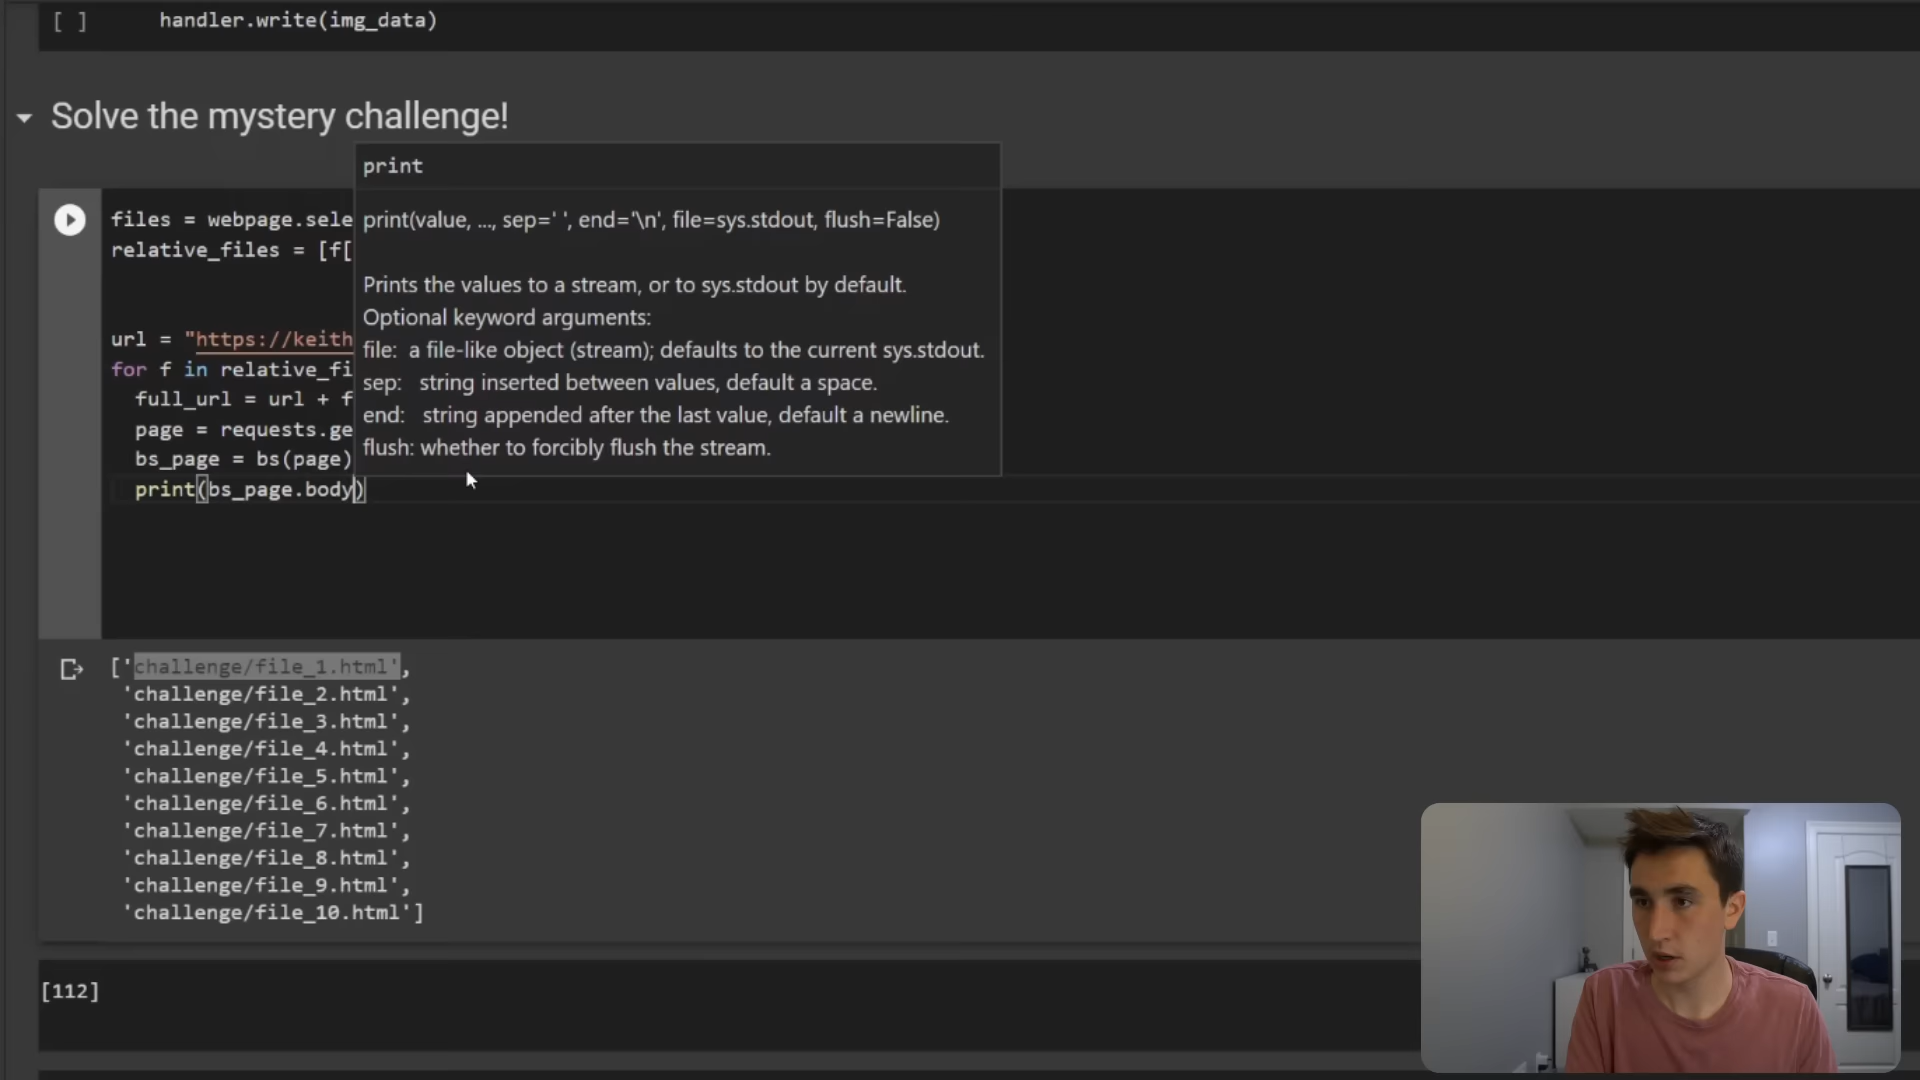 [ ] handler.write(img_data)
Solve the mystery challenge!
print
files = webpage.sele
print(value, ..., sep=' ', end='\n', file=sys.stdout, flush=False)
relative_files = [f[
Prints the values to a stream, or to sys.stdout by default.
Optional keyword arguments:
url = "https://keith
file: a file-like object (stream); defaults to the current sys.stdout.
for f in relative_fi
sep: string inserted between values, default a space.
full_url = url + f
end: string appended after the last value, default a newline.
page = requests.ge
flush: whether to forcibly flush the stream.
bs_page = bs(page)
print(bs_page.body)
['challenge/file_1.html',
'challenge/file_2.html',
'challenge/file_3.html',
'challenge/file_4.html',
'challenge/file_5.html',
'challenge/file_6.html',
'challenge/file_7.html',
'challenge/file_8.html',
'challenge/file_9.html',
'challenge/file_10.html']
[112]